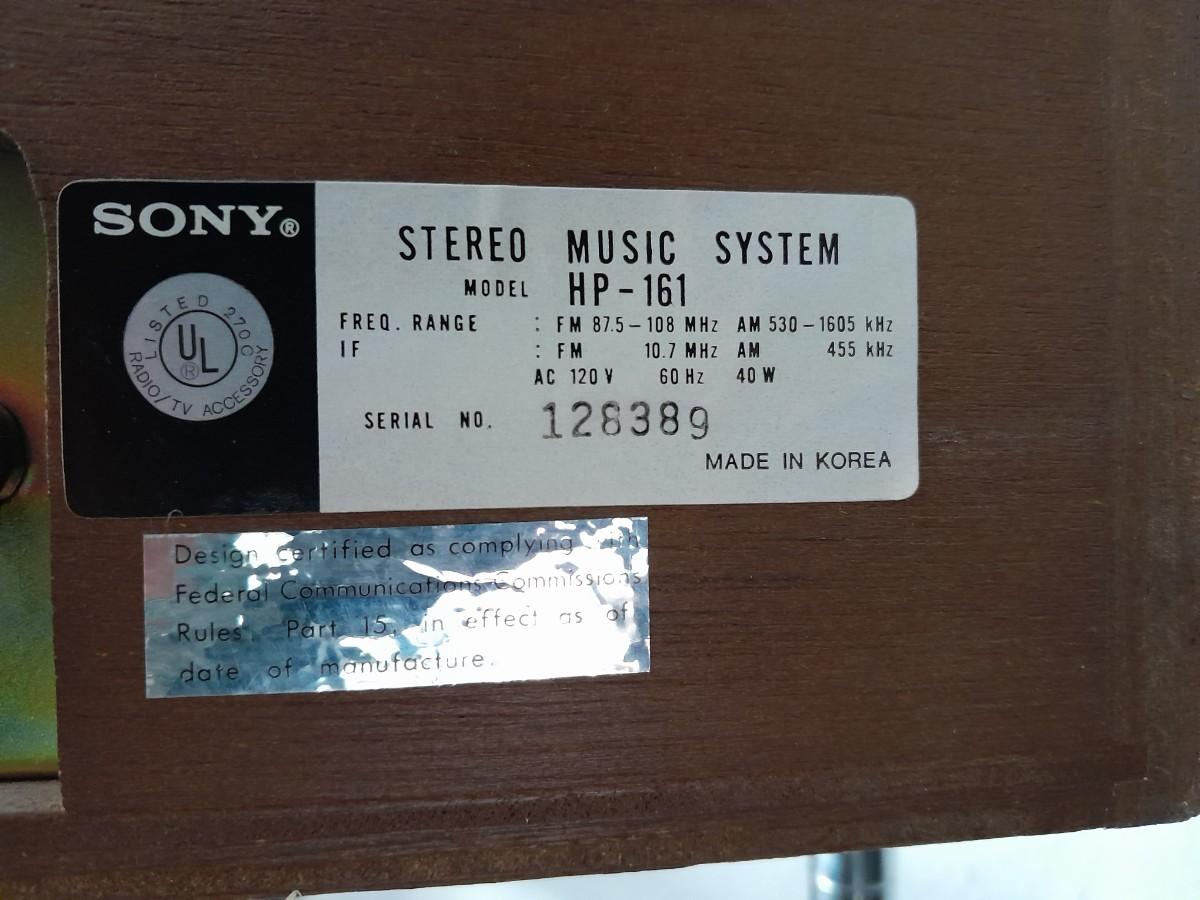 SONY®
LISTED 270C
UL®
RADIO/TV ACCESSORY
STEREO MUSIC SYSTEM
MODEL HP-161
FREQ. RANGE : FM 87.5-108 MHz AM 530-1605 kHz
IF : FM 10.7 MHz AM 455 kHz
AC 120 V 60 Hz 40 W
SERIAL NO. 128389
MADE IN KOREA
Design certified as complying with
Federal Communications Commissions
Rules, Part 15, in effect as of
date of manufacture.